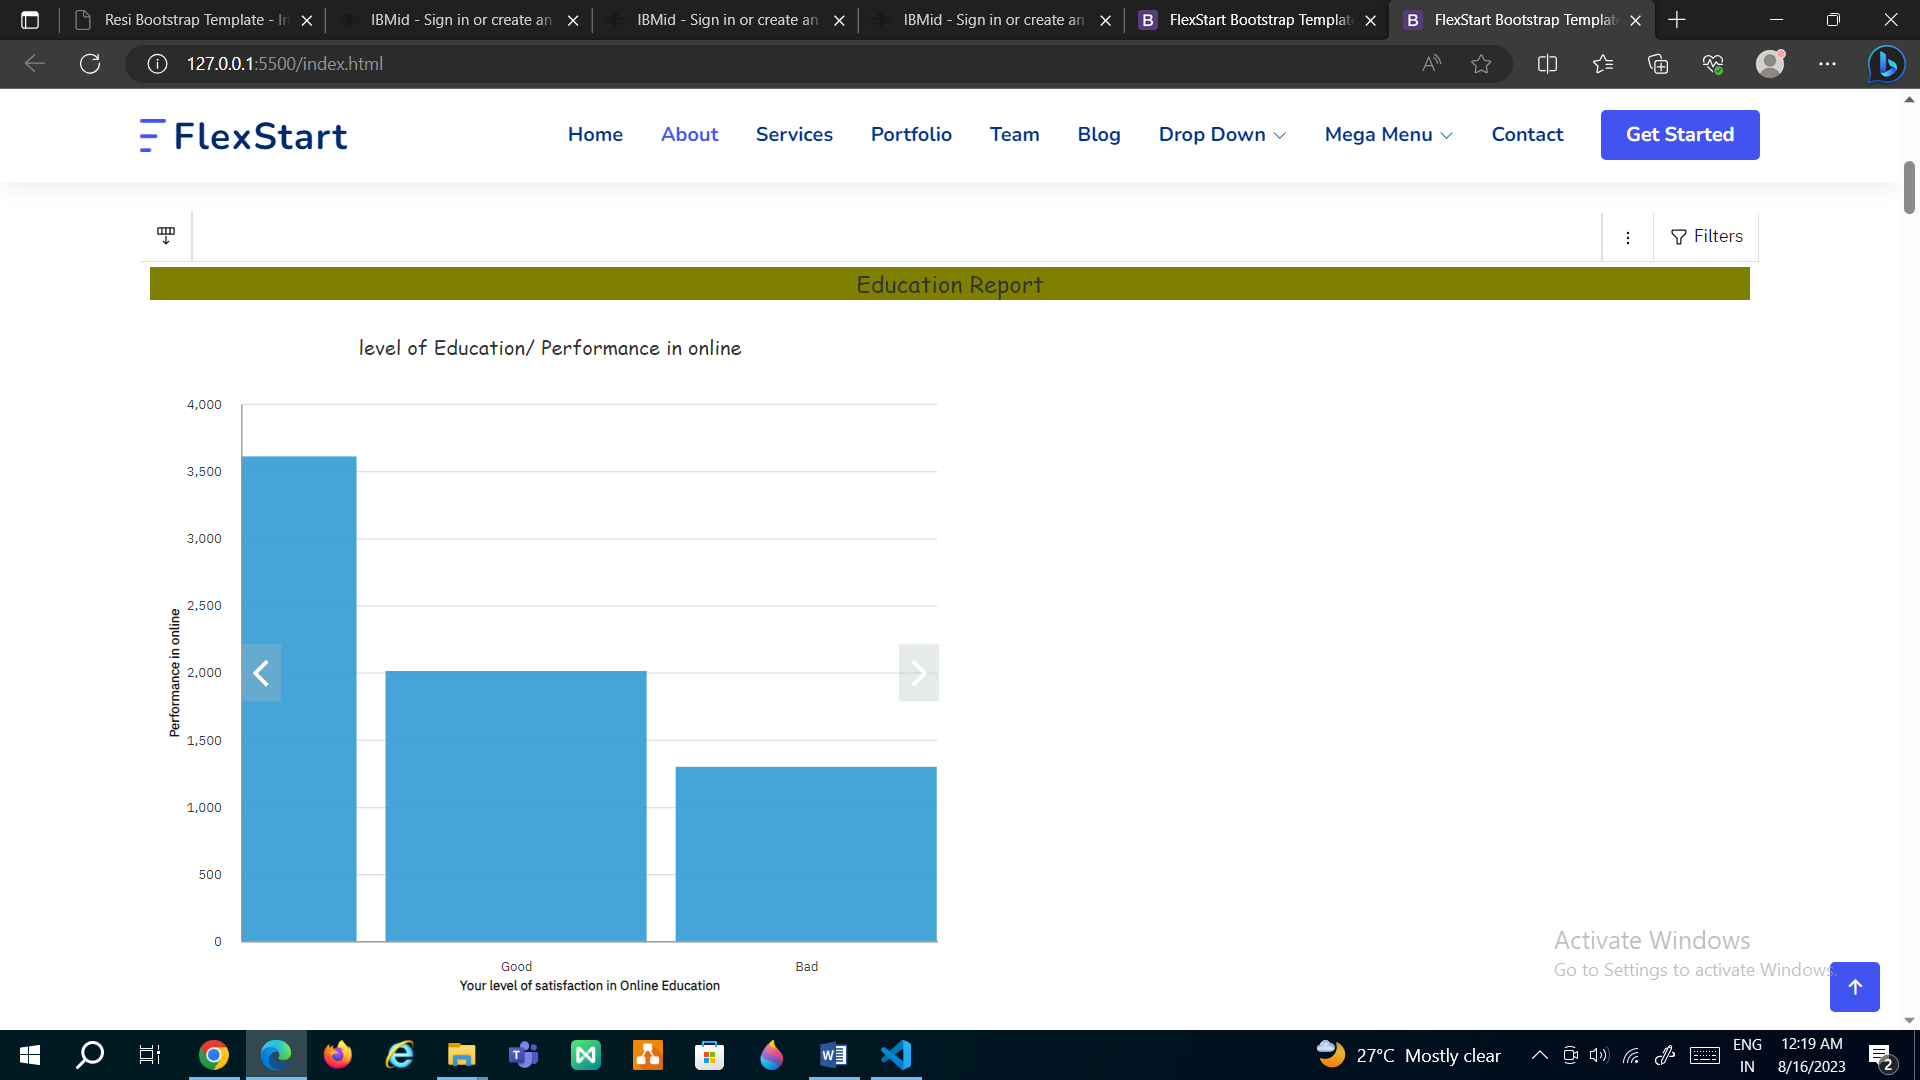 Resi Bootstrap Template - In
IBMid - Sign in or create an
IBMid - Sign in or create an
IBMid - Sign in or create an
FlexStart Bootstrap Templat
FlexStart Bootstrap Templat
127.0.0.1:5500/index.html
FlexStart
Home
About
Services
Portfolio
Team
Blog
Drop Down
Mega Menu
Contact
Get Started
Filters
Education Report
level of Education/ Performance in online
4,000
3,500
3,000
2,500
2,000
1,500
1,000
500
0
Performance in online
Good
Bad
Your level of satisfaction in Online Education
Activate Windows
Go to Settings to activate Windows.
27°C Mostly clear
ENG
IN
12:19 AM
8/16/2023
2